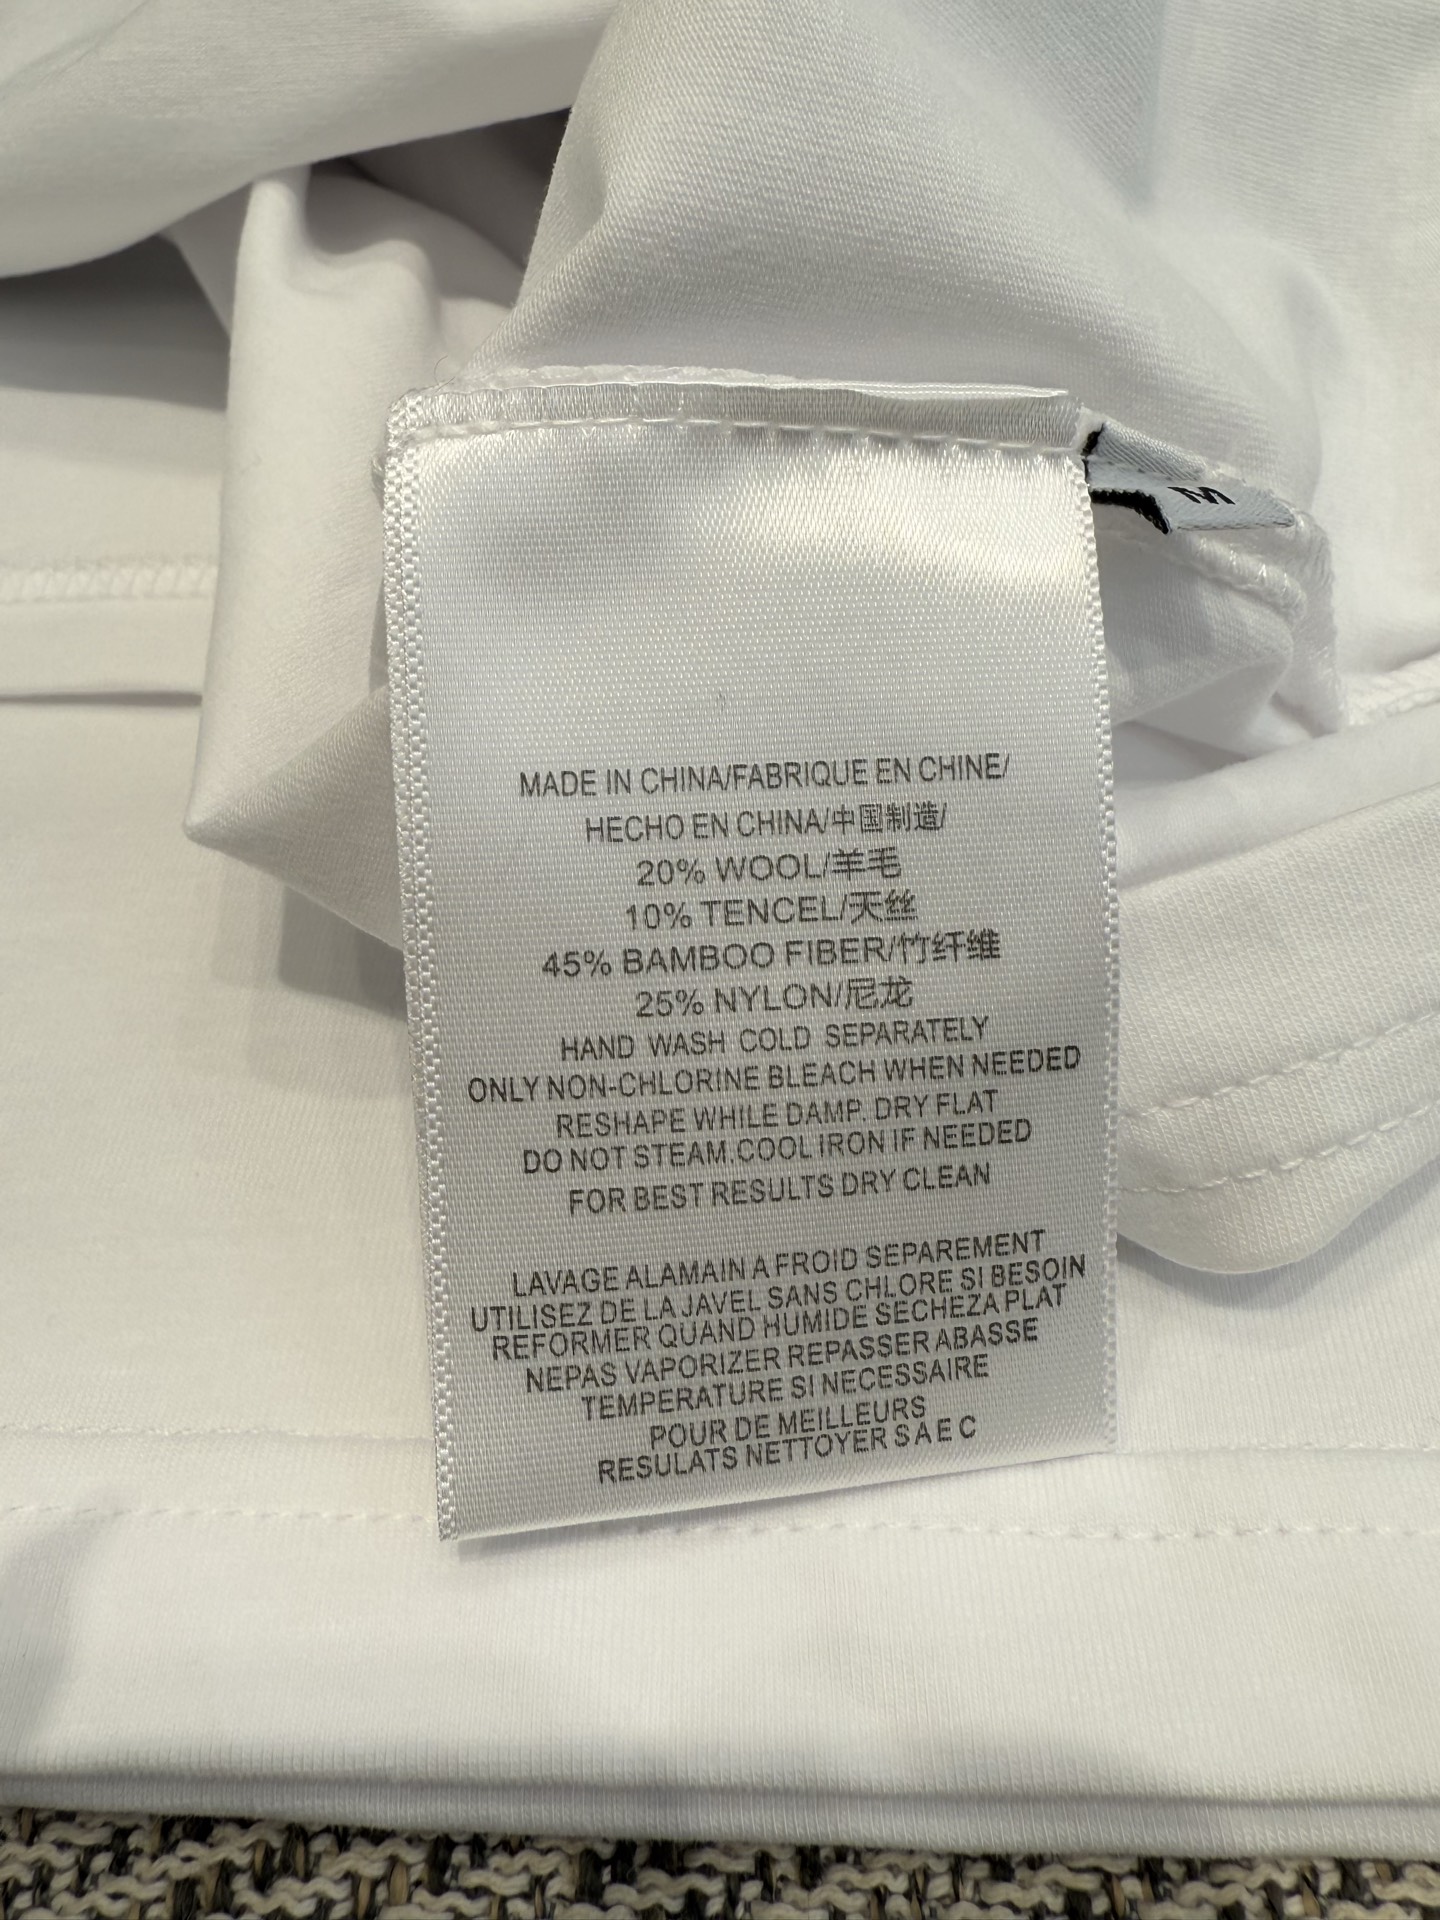 M
MADE IN CHINA/FABRIQUE EN CHINE/
HECHO EN CHINA/中国制造/
20% WOOL/羊毛
10% TENCEL/天丝
45% BAMBOO FIBER/竹纤维
25% NYLON/尼龙
HAND WASH COLD SEPARATELY
ONLY NON-CHLORINE BLEACH WHEN NEEDED
RESHAPE WHILE DAMP. DRY FLAT
DO NOT STEAM.COOL IRON IF NEEDED
FOR BEST RESULTS DRY CLEAN
LAVAGE ALAMAIN A FROID SEPAREMENT
UTILISEZ DE LA JAVEL SANS CHLORE SI BESOIN
REFORMER QUAND HUMIDE SECHEZA PLAT
NEPAS VAPORIZER REPASSER ABASSE
TEMPERATURE SI NECESSAIRE
POUR DE MEILLEURS
RESULATS NETTOYER S A E C